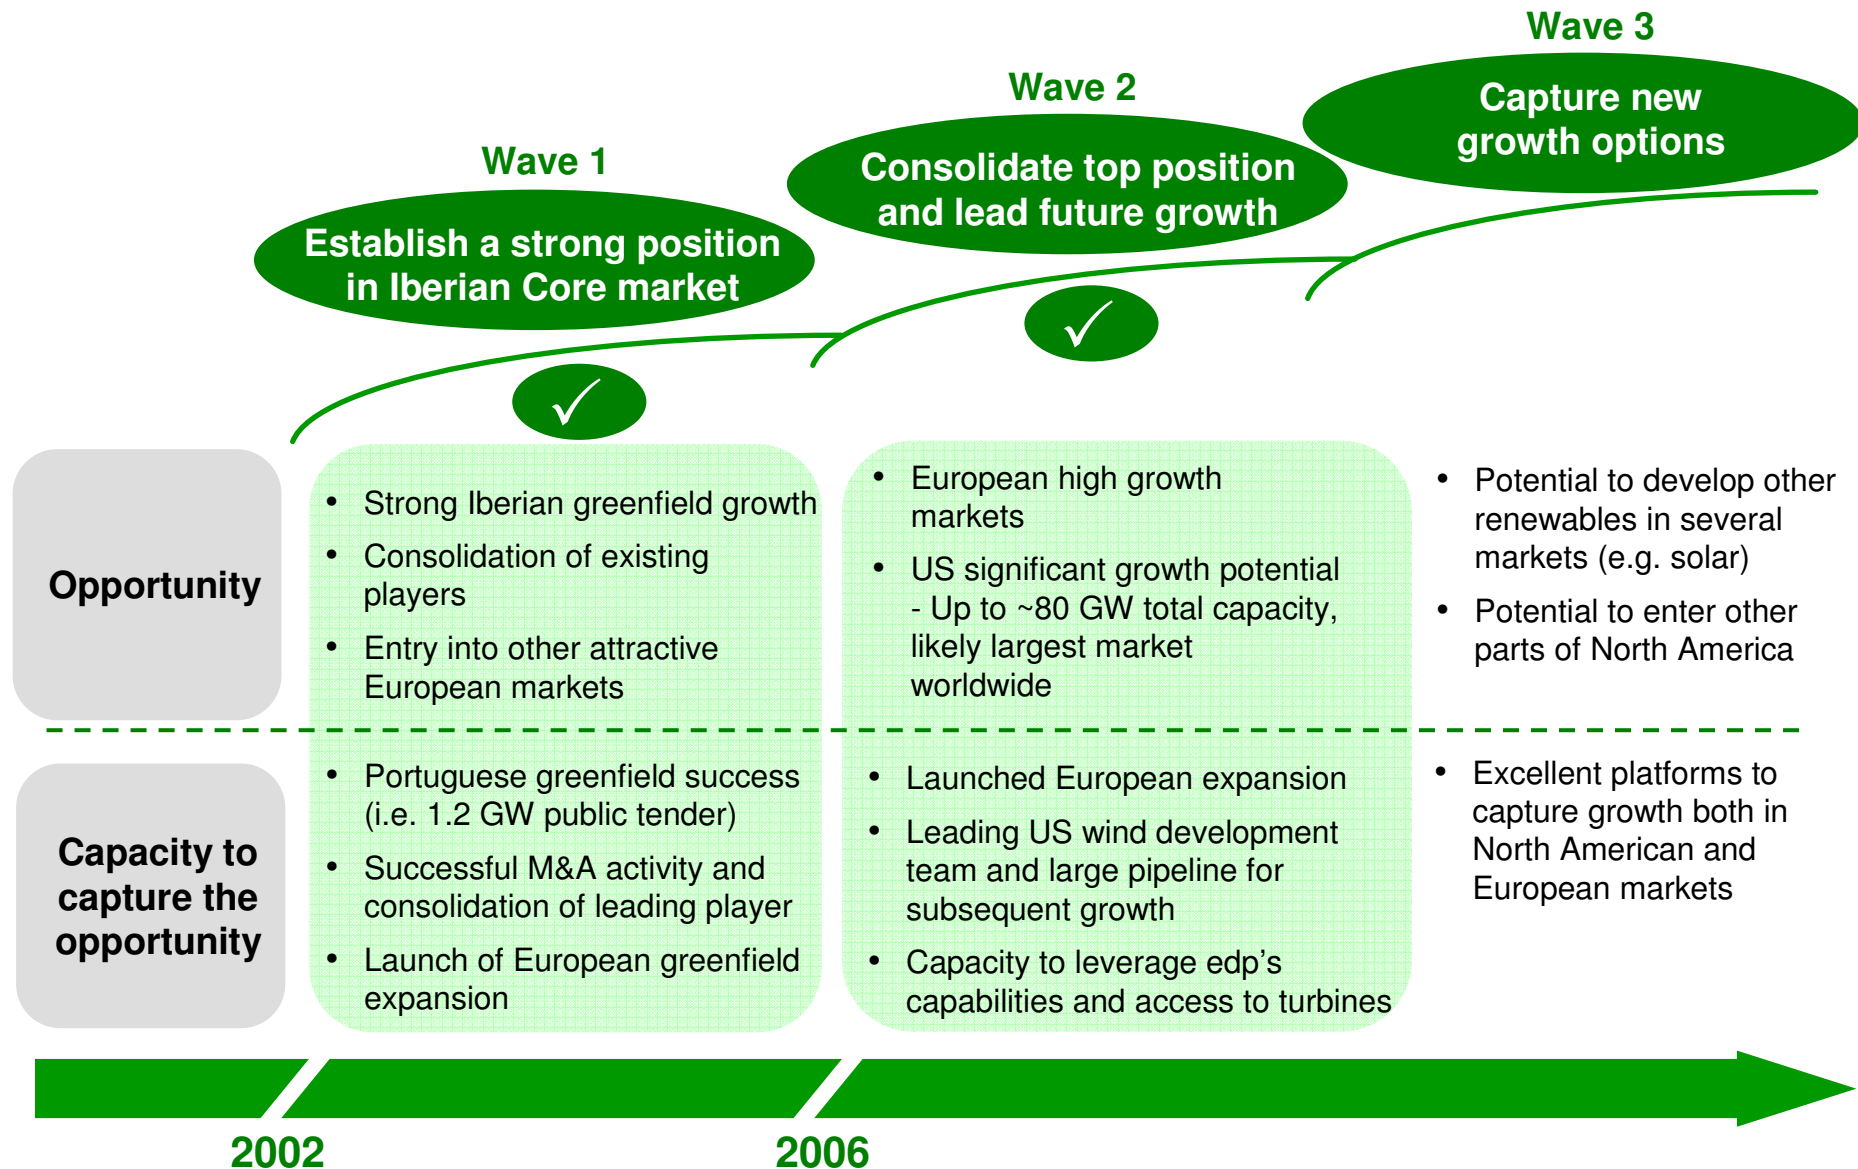 Wave 3
Capture new
growth options
Wave 2
Consolidate top position
and lead future growth
Wave 1
Establish a strong position
in Iberian Core market
✓
✓
Opportunity
• Strong Iberian greenfield growth
• Consolidation of existing
players
• Entry into other attractive
European markets
• European high growth
markets
• US significant growth potential
- Up to ~80 GW total capacity,
likely largest market
worldwide
• Potential to develop other
renewables in several
markets (e.g. solar)
• Potential to enter other
parts of North America
Capacity to
capture the
opportunity
• Portuguese greenfield success
(i.e. 1.2 GW public tender)
• Successful M&A activity and
consolidation of leading player
• Launch of European greenfield
expansion
• Launched European expansion
• Leading US wind development
team and large pipeline for
subsequent growth
• Capacity to leverage edp's
capabilities and access to turbines
• Excellent platforms to
capture growth both in
North American and
European markets
2002
2006